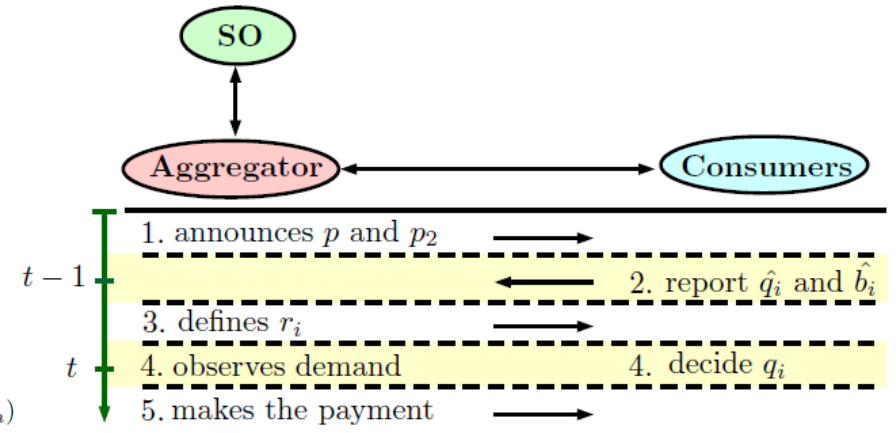 SO
Aggregator
Consumers
1. announces p and p₂
t − 1
2. report q̂ᵢ and b̂ᵢ
3. defines rᵢ
t
4. observes demand
4. decide qᵢ
5. makes the payment